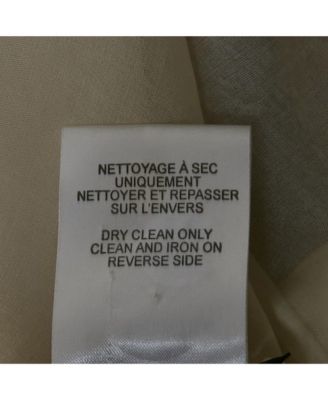 NETTOYAGE À SEC
UNIQUEMENT
NETTOYER ET REPASSER
SUR L'ENVERS
DRY CLEAN ONLY
CLEAN AND IRON ON
REVERSE SIDE